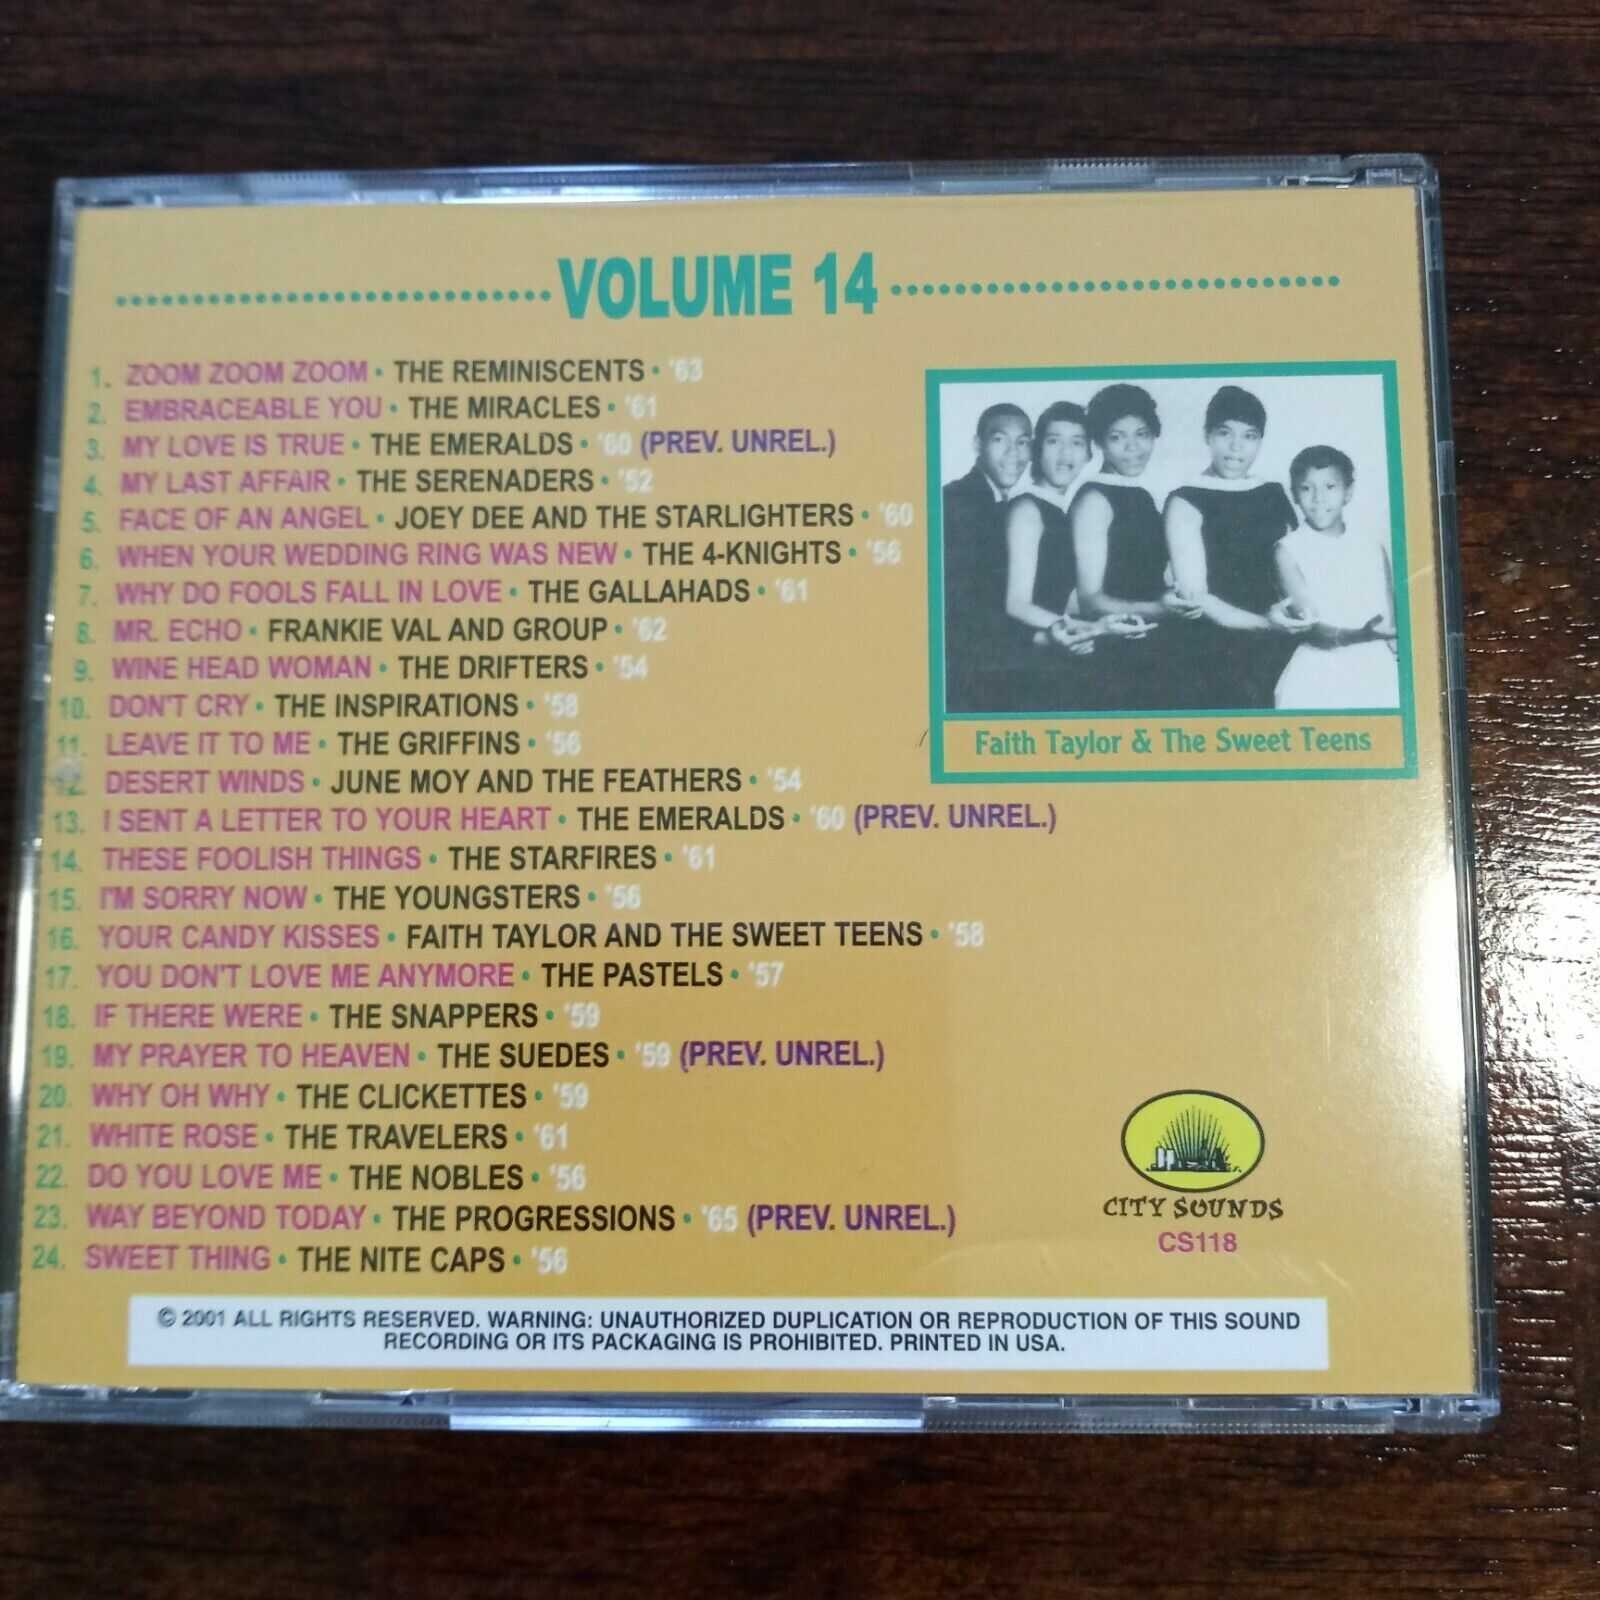 VOLUME 14
1. ZOOM ZOOM ZOOM • THE REMINISCENTS • '63
2. EMBRACEABLE YOU • THE MIRACLES • '61
3. MY LOVE IS TRUE • THE EMERALDS • '60 (PREV. UNREL.)
4. MY LAST AFFAIR • THE SERENADERS • '52
5. FACE OF AN ANGEL • JOEY DEE AND THE STARLIGHTERS • '60
6. WHEN YOUR WEDDING RING WAS NEW • THE 4-KNIGHTS • '56
7. WHY DO FOOLS FALL IN LOVE • THE GALLAHADS • '61
8. MR. ECHO • FRANKIE VAL AND GROUP • '62
9. WINE HEAD WOMAN • THE DRIFTERS • '54
10. DON'T CRY • THE INSPIRATIONS • '58
11. LEAVE IT TO ME • THE GRIFFINS • '56
12. DESERT WINDS • JUNE MOY AND THE FEATHERS • '54
13. I SENT A LETTER TO YOUR HEART • THE EMERALDS • '60 (PREV. UNREL.)
14. THESE FOOLISH THINGS • THE STARFIRES • '61
15. I'M SORRY NOW • THE YOUNGSTERS • '56
16. YOUR CANDY KISSES • FAITH TAYLOR AND THE SWEET TEENS • '58
17. YOU DON'T LOVE ME ANYMORE • THE PASTELS • '57
18. IF THERE WERE • THE SNAPPERS • '59
19. MY PRAYER TO HEAVEN • THE SUEDES • '59 (PREV. UNREL.)
20. WHY OH WHY • THE CLICKETTES • '59
21. WHITE ROSE • THE TRAVELERS • '61
22. DO YOU LOVE ME • THE NOBLES • '56
23. WAY BEYOND TODAY • THE PROGRESSIONS • '65 (PREV. UNREL.)
24. SWEET THING • THE NITE CAPS • '56
Faith Taylor & The Sweet Teens
CITY SOUNDS
CS118
© 2001 ALL RIGHTS RESERVED. WARNING: UNAUTHORIZED DUPLICATION OR REPRODUCTION OF THIS SOUND
RECORDING OR ITS PACKAGING IS PROHIBITED. PRINTED IN USA.